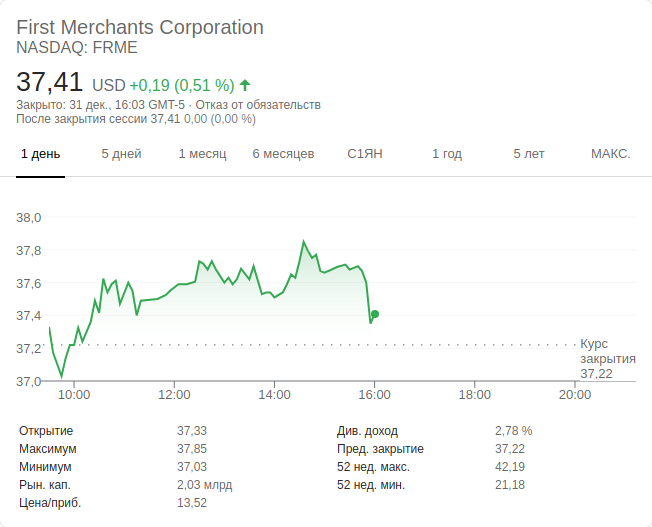 First Merchants Corporation
NASDAQ: FRME
37,41 USD +0,19 (0,51 %)
Закрыто: 31 дек., 16:03 GMT-5 · Отказ от обязательств
После закрытия сессии 37,41 0,00 (0,00 %)
1 день 5 дней 1 месяц 6 месяцев С1ЯН 1 год 5 лет МАКС.
38,0
37,8
37,6
37,4
37,2
37,0
Курс
закрытия
37,22
10:00 12:00 14:00 16:00 18:00 20:00
Открытие 37,33 Див. доход 2,78 %
Максимум 37,85 Пред. закрытие 37,22
Минимум 37,03 52 нед. макс. 42,19
Рын. кап. 2,03 млрд 52 нед. мин. 21,18
Цена/приб. 13,52